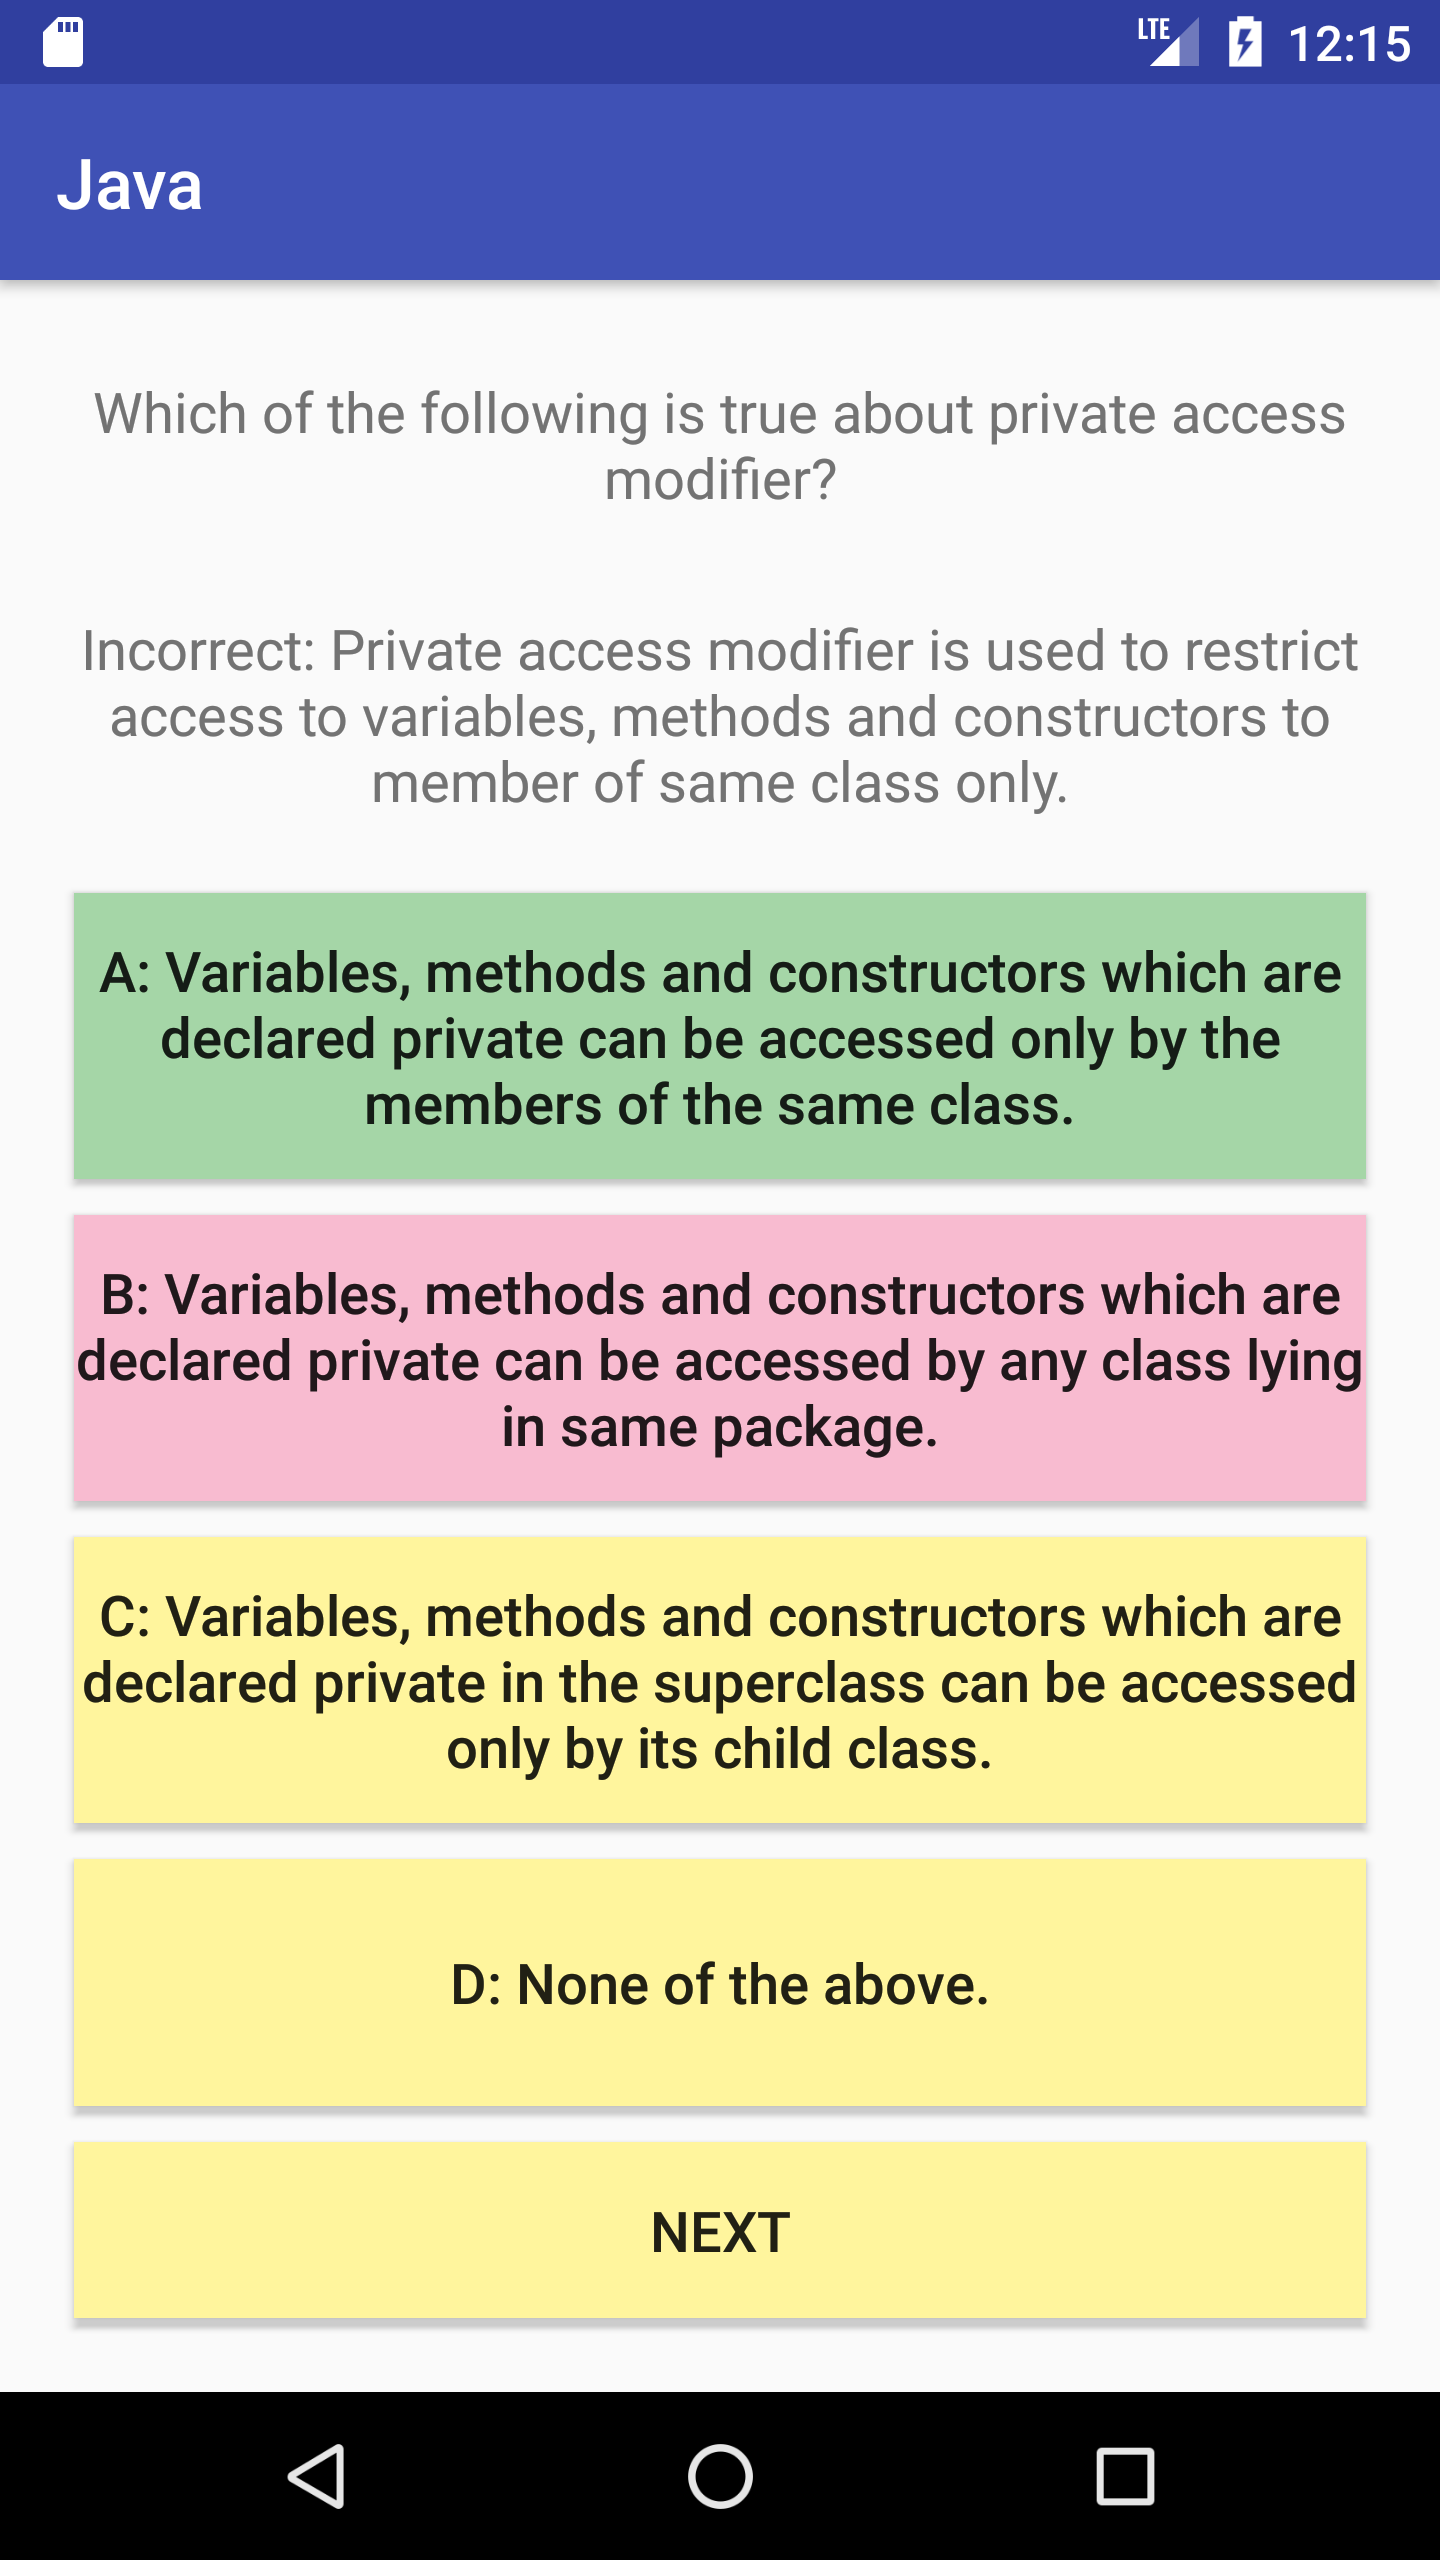 LTE 12:15
Java
Which of the following is true about private access
modifier?
Incorrect: Private access modifier is used to restrict
access to variables, methods and constructors to
member of same class only.
A: Variables, methods and constructors which are
declared private can be accessed only by the
members of the same class.
B: Variables, methods and constructors which are
declared private can be accessed by any class lying
in same package.
C: Variables, methods and constructors which are
declared private in the superclass can be accessed
only by its child class.
D: None of the above.
NEXT